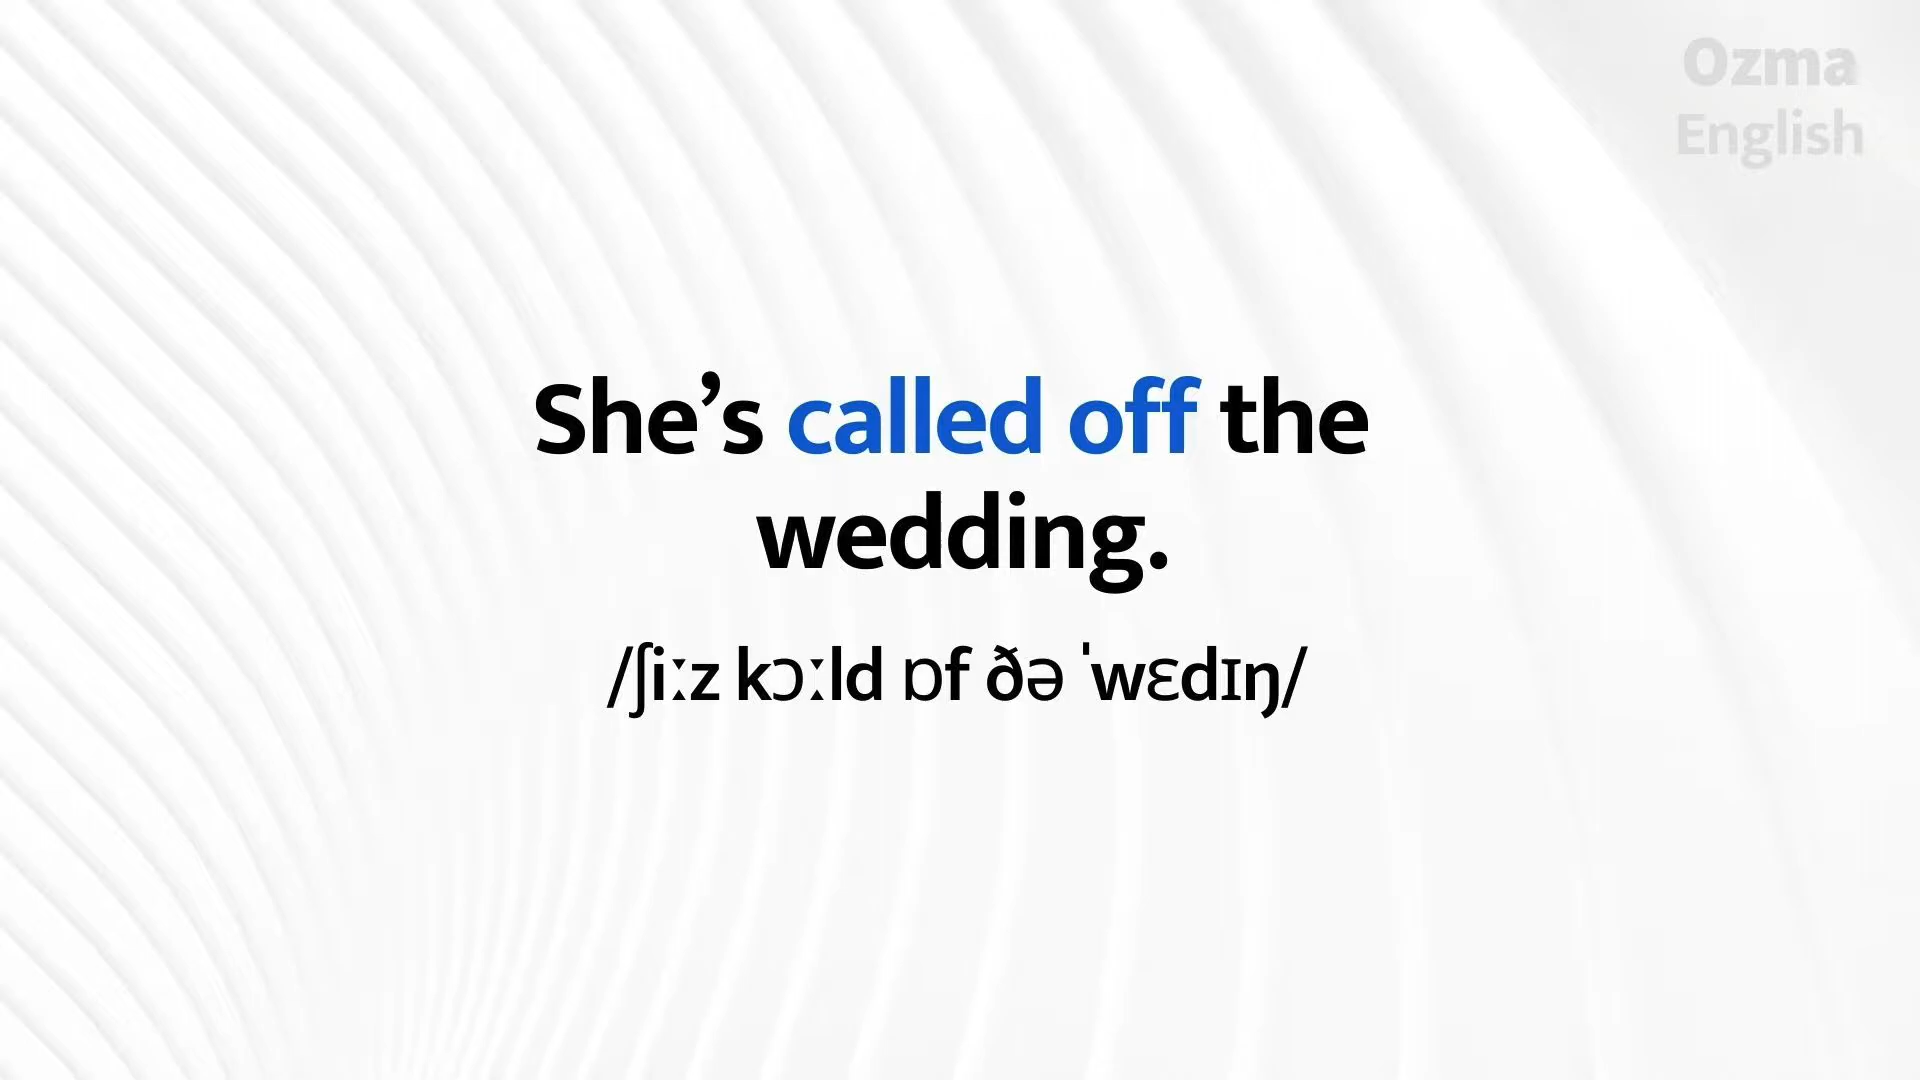 Ozma
English
She’s called off the
wedding.
/ʃiːz kɔːld ɒf ðə ˈwɛdɪŋ/